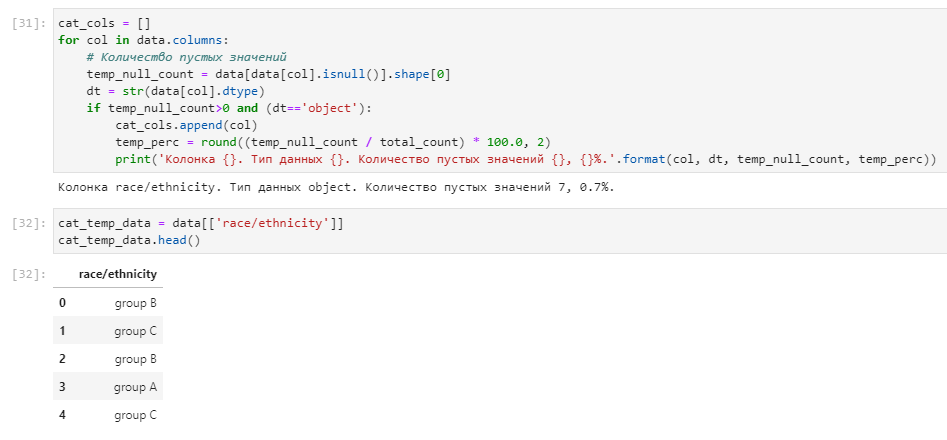 [31]: cat_cols = []
for col in data.columns:
    # Количество пустых значений
    temp_null_count = data[data[col].isnull()].shape[0]
    dt = str(data[col].dtype)
    if temp_null_count>0 and (dt=='object'):
        cat_cols.append(col)
        temp_perc = round((temp_null_count / total_count) * 100.0, 2)
        print('Колонка {}. Тип данных {}. Количество пустых значений {}, {}%.'.format(col, dt, temp_null_count, temp_perc))
Колонка race/ethnicity. Тип данных object. Количество пустых значений 7, 0.7%.
[32]: cat_temp_data = data[['race/ethnicity']]
cat_temp_data.head()
[32]: race/ethnicity
0 group B
1 group C
2 group B
3 group A
4 group C